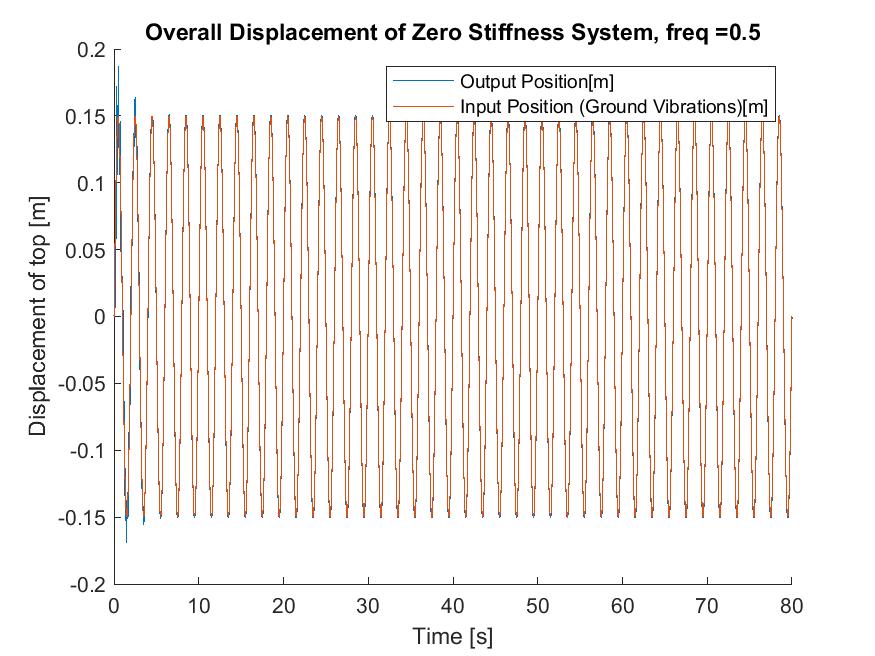 Overall Displacement of Zero Stiffness System, freq =0.5
Output Position[m]
Input Position (Ground Vibrations)[m]
Displacement of top [m]
0.2
0.15
0.1
0.05
0
-0.05
-0.1
-0.15
-0.2
0 10 20 30 40 50 60 70 80
Time [s]